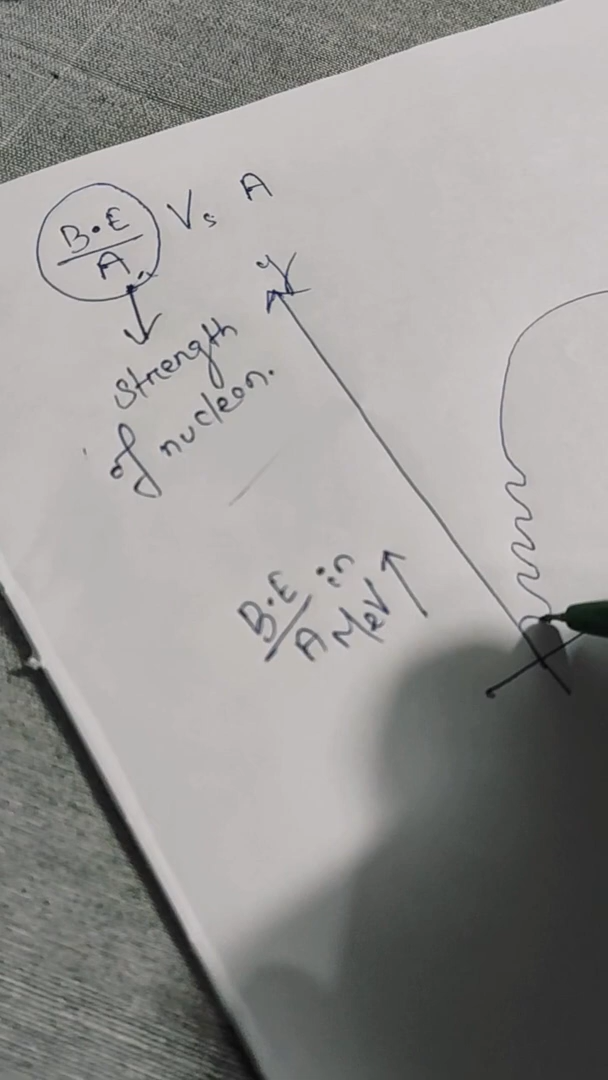 B.E/A Vs A
y
strength
of nucleon.
B.E/A in
MeV